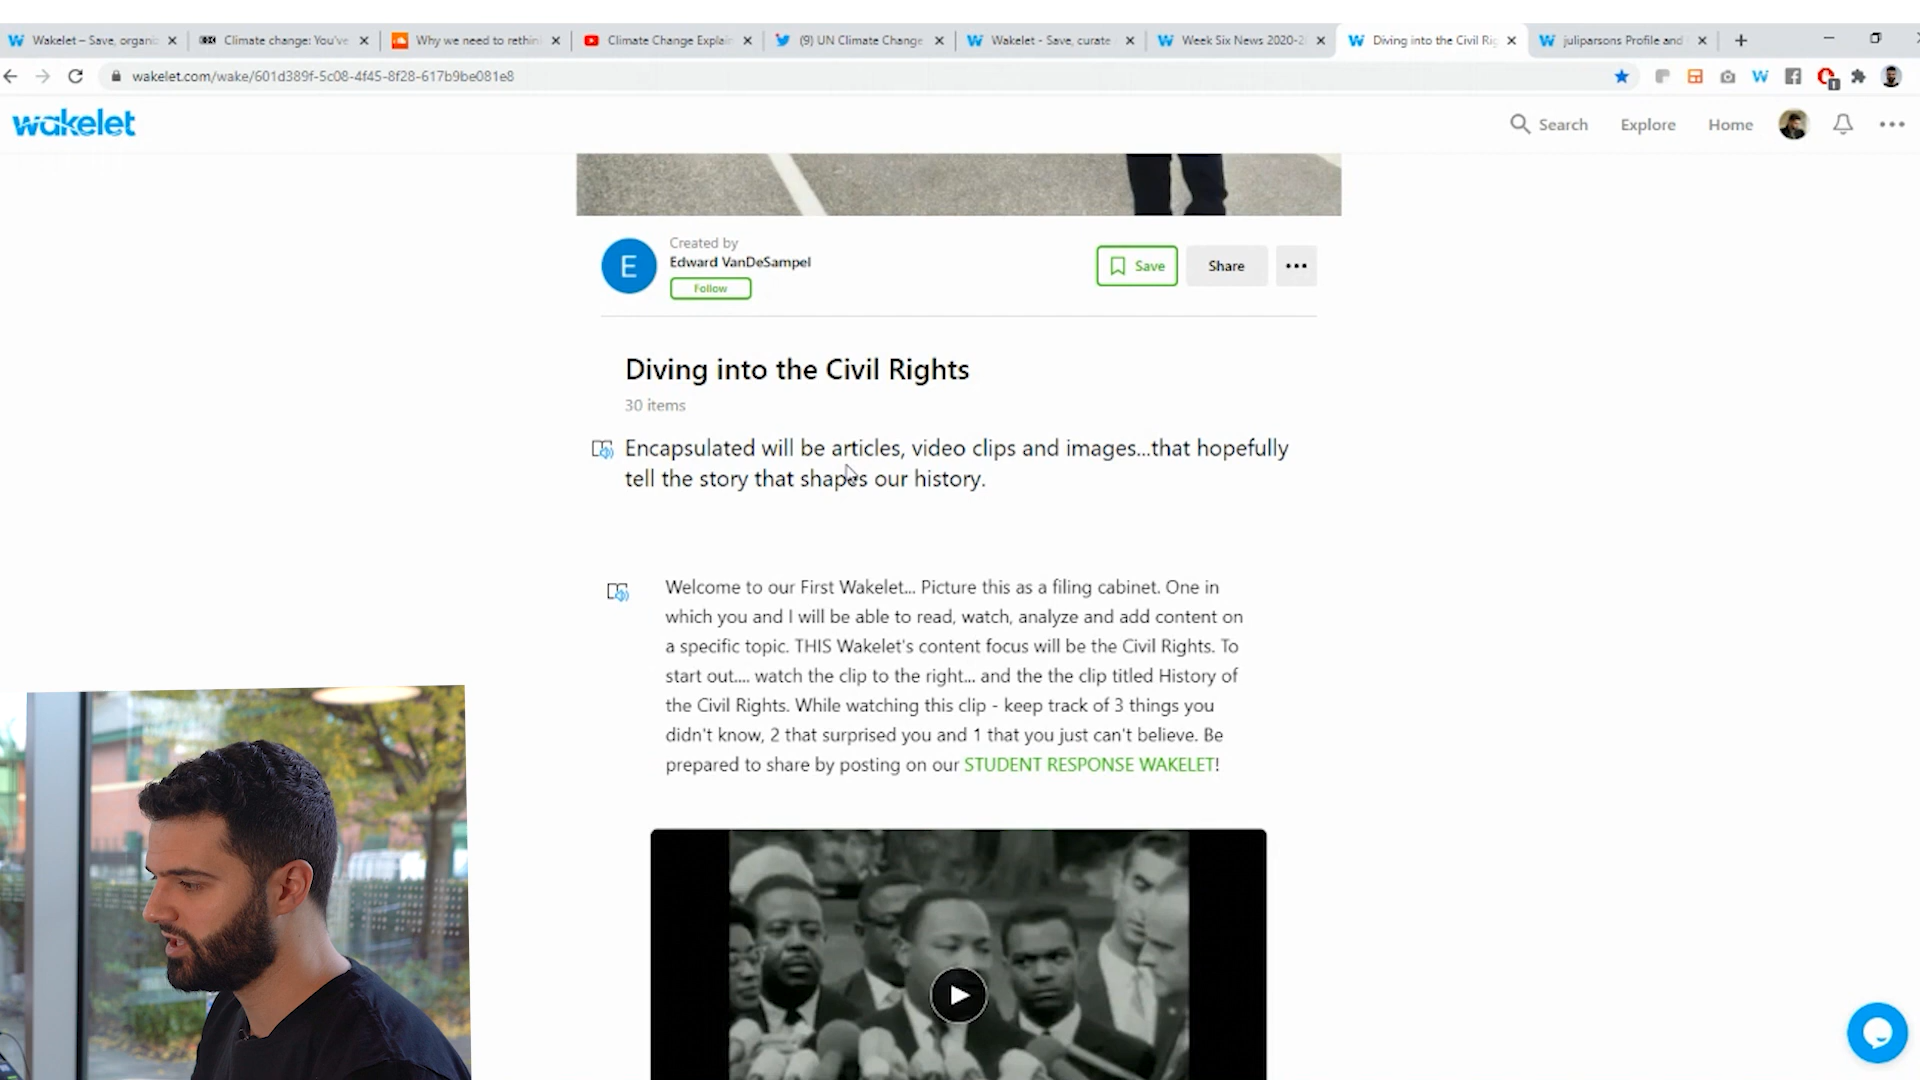 Wakelet – Save, organi
Climate change: You've
Why we need to rethin
Climate Change Explain
(9) UN Climate Change
Wakelet - Save, curate
Week Six News 2020-2
Diving into the Civil Rig
juliparsons Profile and
wakelet.com/wake/601d389f-5c08-4f45-8f28-617b9be081e8
wakelet
Search
Explore
Home
E
Created by
Edward VanDeSampel
Follow
Save
Share
Diving into the Civil Rights
30 items
Encapsulated will be articles, video clips and images...that hopefully
tell the story that shapes our history.
Welcome to our First Wakelet... Picture this as a filing cabinet. One in
which you and I will be able to read, watch, analyze and add content on
a specific topic. THIS Wakelet's content focus will be the Civil Rights. To
start out.... watch the clip to the right... and the the clip titled History of
the Civil Rights. While watching this clip - keep track of 3 things you
didn't know, 2 that surprised you and 1 that you just can't believe. Be
prepared to share by posting on our STUDENT RESPONSE WAKELET!